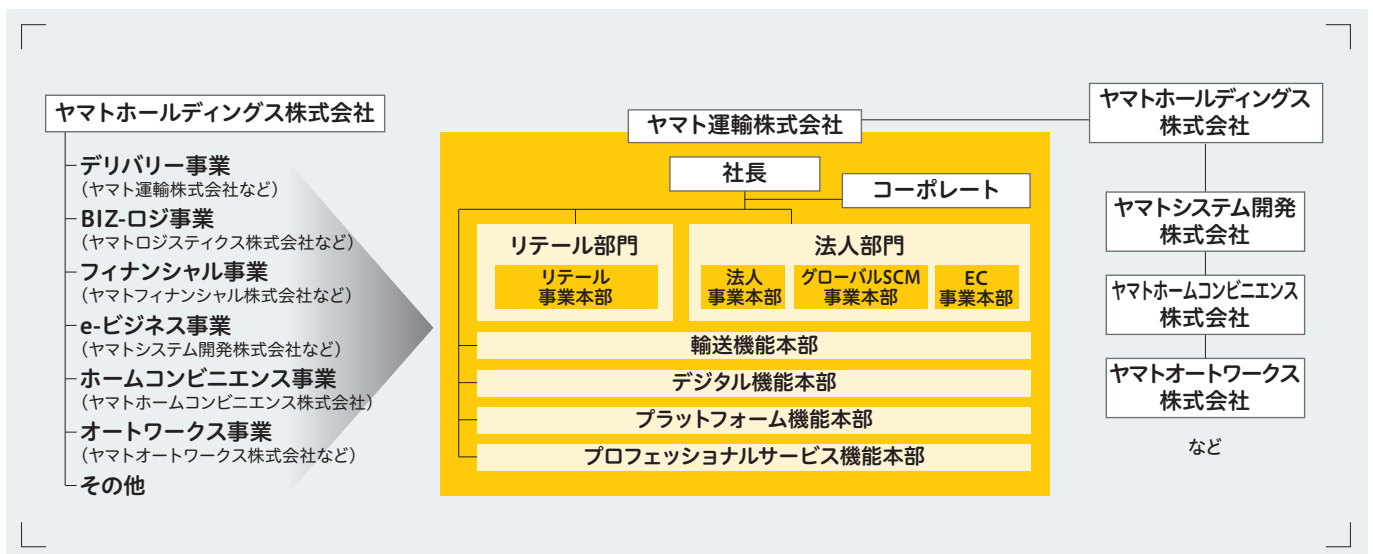 ヤマトホールディングス株式会社
デリバリー事業
（ヤマト運輸株式会社など）
BIZ-ロジ事業
（ヤマトロジスティクス株式会社など）
フィナンシャル事業
（ヤマトフィナンシャル株式会社など）
e-ビジネス事業
（ヤマトシステム開発株式会社など）
ホームコンビニエンス事業
（ヤマトホームコンビニエンス株式会社）
オートワークス事業
（ヤマトオートワークス株式会社など）
その他
ヤマト運輸株式会社
社長
コーポレート
リテール部門
リテール
事業本部
法人部門
法人
事業本部
グローバルSCM
事業本部
EC
事業本部
輸送機能本部
デジタル機能本部
プラットフォーム機能本部
プロフェッショナルサービス機能本部
ヤマトホールディングス
株式会社
ヤマトシステム開発
株式会社
ヤマトホームコンビニエンス
株式会社
ヤマトオートワークス
株式会社
など